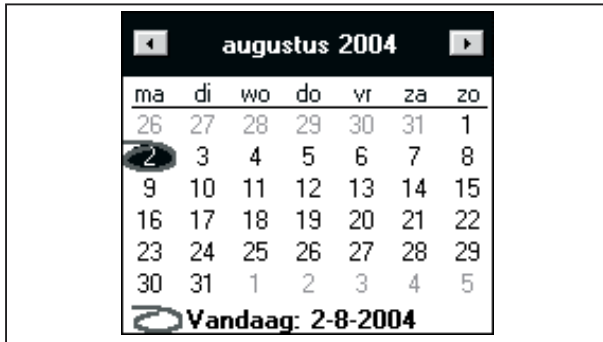 augustus 2004
ma di wo do vr za zo
26 27 28 29 30 31 1
2 3 4 5 6 7 8
9 10 11 12 13 14 15
16 17 18 19 20 21 22
23 24 25 26 27 28 29
30 31 1 2 3 4 5
Vandaag: 2-8-2004